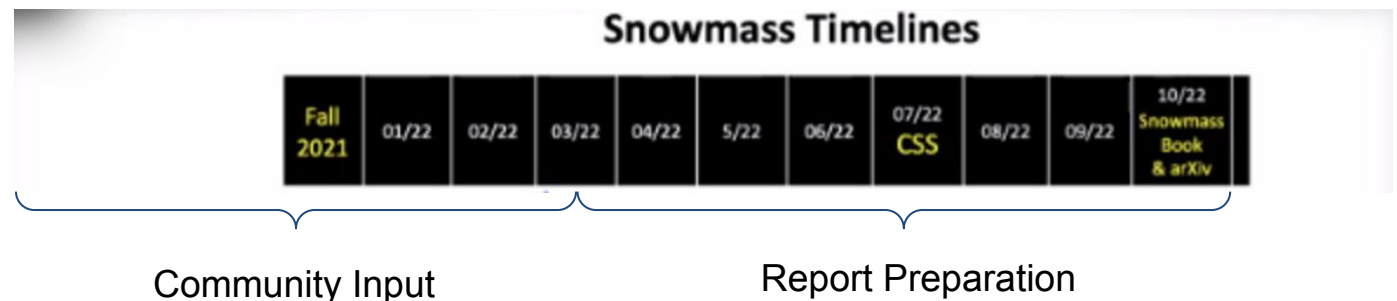 Snowmass Timelines
Fall
2021
01/22
02/22
03/22
04/22
5/22
06/22
07/22
CSS
08/22
09/22
10/22
Snowmass
Book
& arXiv
Community Input
Report Preparation